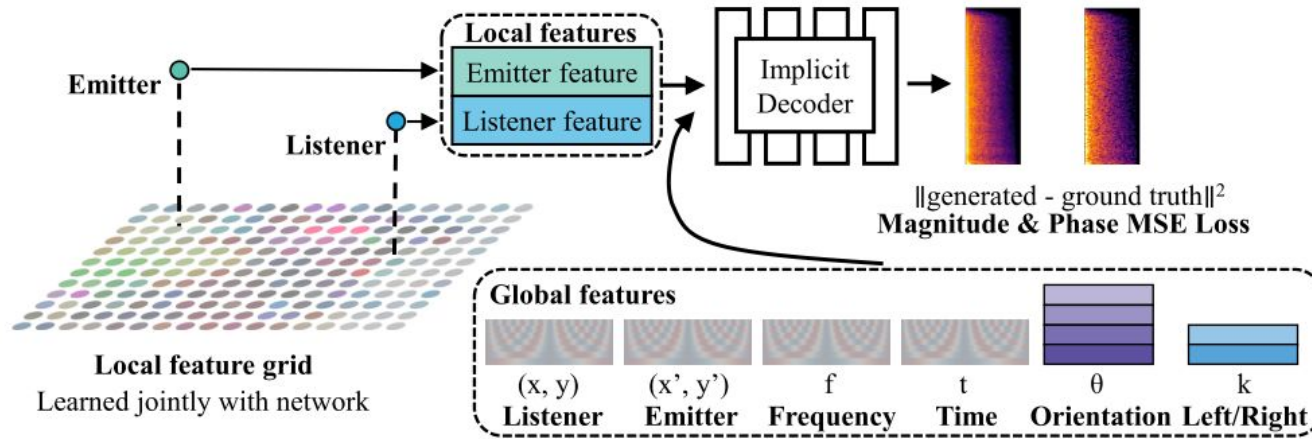 Local features
Emitter feature
Listener feature
Emitter
Listener
Implicit
Decoder
||generated - ground truth||²
Magnitude & Phase MSE Loss
Local feature grid
Learned jointly with network
Global features
(x, y)
(x', y')
f
t
θ
k
Listener
Emitter
Frequency
Time
Orientation
Left/Right